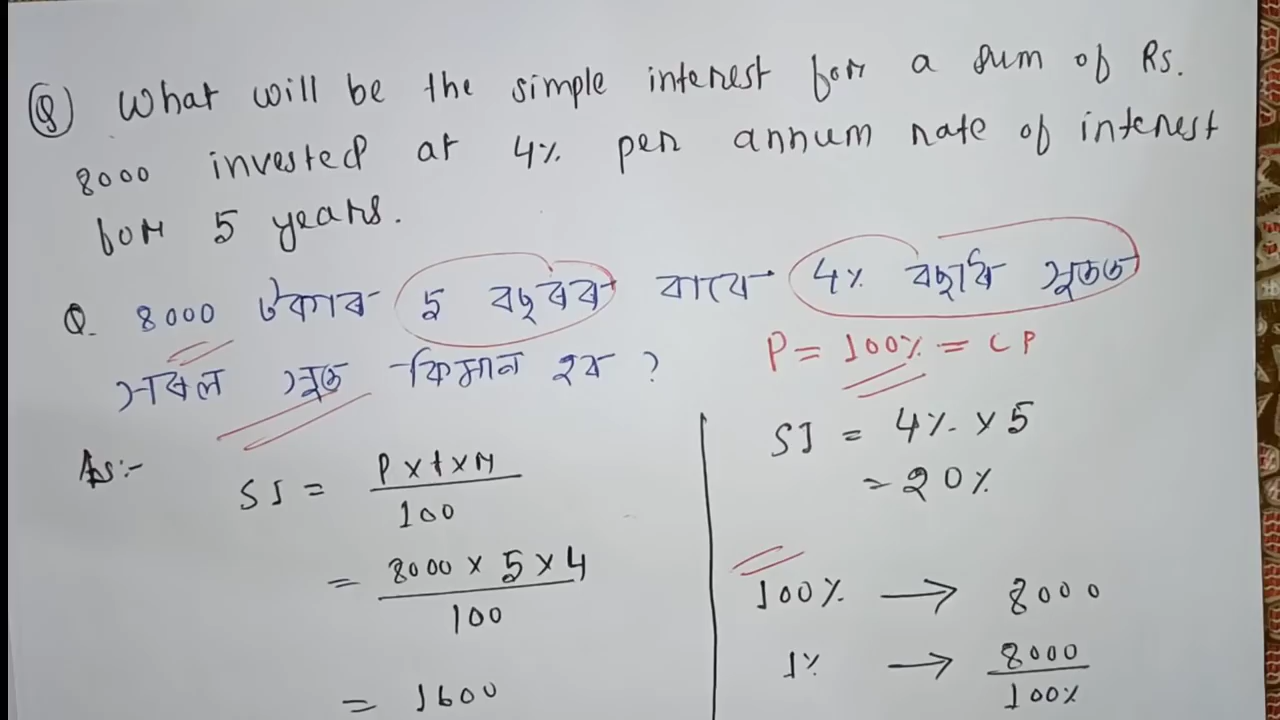 Q What will be the simple interest for a sum of Rs.
8000 invested at 4% per annum rate of interest
for 5 years.
Q. 8000 টকাৰ 5 বছৰৰ বাবে 4% বছৰি সুতত
সৰল সুত কিমান হব ?
P = 100% = CP
Ans:-
SI = P x t x r
100
= 8000 x 5 x 4
100
= 1600
SI = 4% x 5
= 20%
100% → 8000
1% → 8000
100%